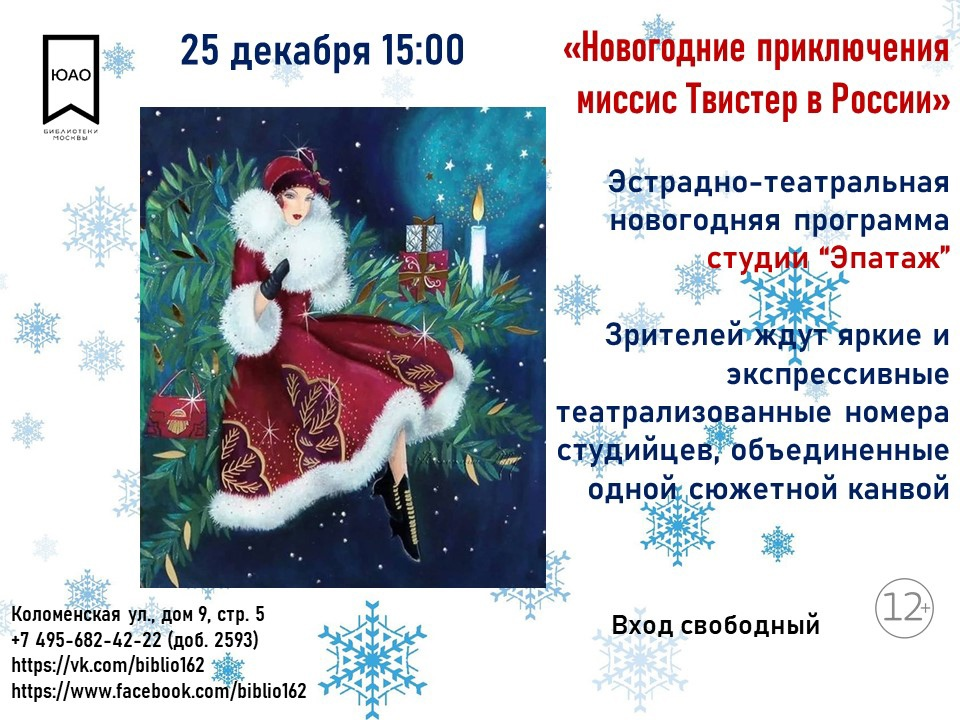 ЮАО
БИБЛИОТЕКИ
МОСКВЫ
25 декабря 15:00
«Новогодние приключения
миссис Твистер в России»
Эстрадно-театральная
новогодняя программа
студии “Эпатаж”
Зрителей ждут яркие и
экспрессивные
театрализованные номера
студийцев, объединенные
одной сюжетной канвой
Коломенская ул., дом 9, стр. 5
+7 495-682-42-22 (доб. 2593)
https://vk.com/biblio162
https://www.facebook.com/biblio162
Вход свободный
12+